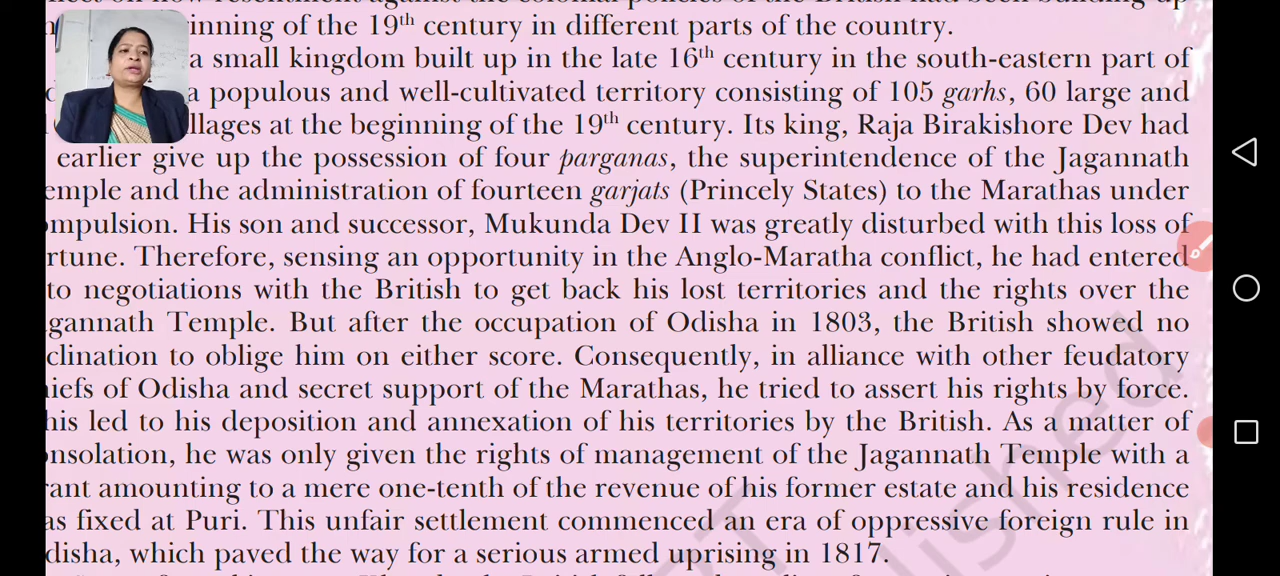 inning of the 19th century in different parts of the country.
a small kingdom built up in the late 16th century in the south-eastern part of
a populous and well-cultivated territory consisting of 105 garhs, 60 large and
llages at the beginning of the 19th century. Its king, Raja Birakishore Dev had
earlier give up the possession of four parganas, the superintendence of the Jagannath
emple and the administration of fourteen garjats (Princely States) to the Marathas under
ompulsion. His son and successor, Mukunda Dev II was greatly disturbed with this loss of
rtune. Therefore, sensing an opportunity in the Anglo-Maratha conflict, he had entered
to negotiations with the British to get back his lost territories and the rights over the
agannath Temple. But after the occupation of Odisha in 1803, the British showed no
clination to oblige him on either score. Consequently, in alliance with other feudatory
hiefs of Odisha and secret support of the Marathas, he tried to assert his rights by force.
his led to his deposition and annexation of his territories by the British. As a matter of
onsolation, he was only given the rights of management of the Jagannath Temple with a
rant amounting to a mere one-tenth of the revenue of his former estate and his residence
as fixed at Puri. This unfair settlement commenced an era of oppressive foreign rule in
disha, which paved the way for a serious armed uprising in 1817.